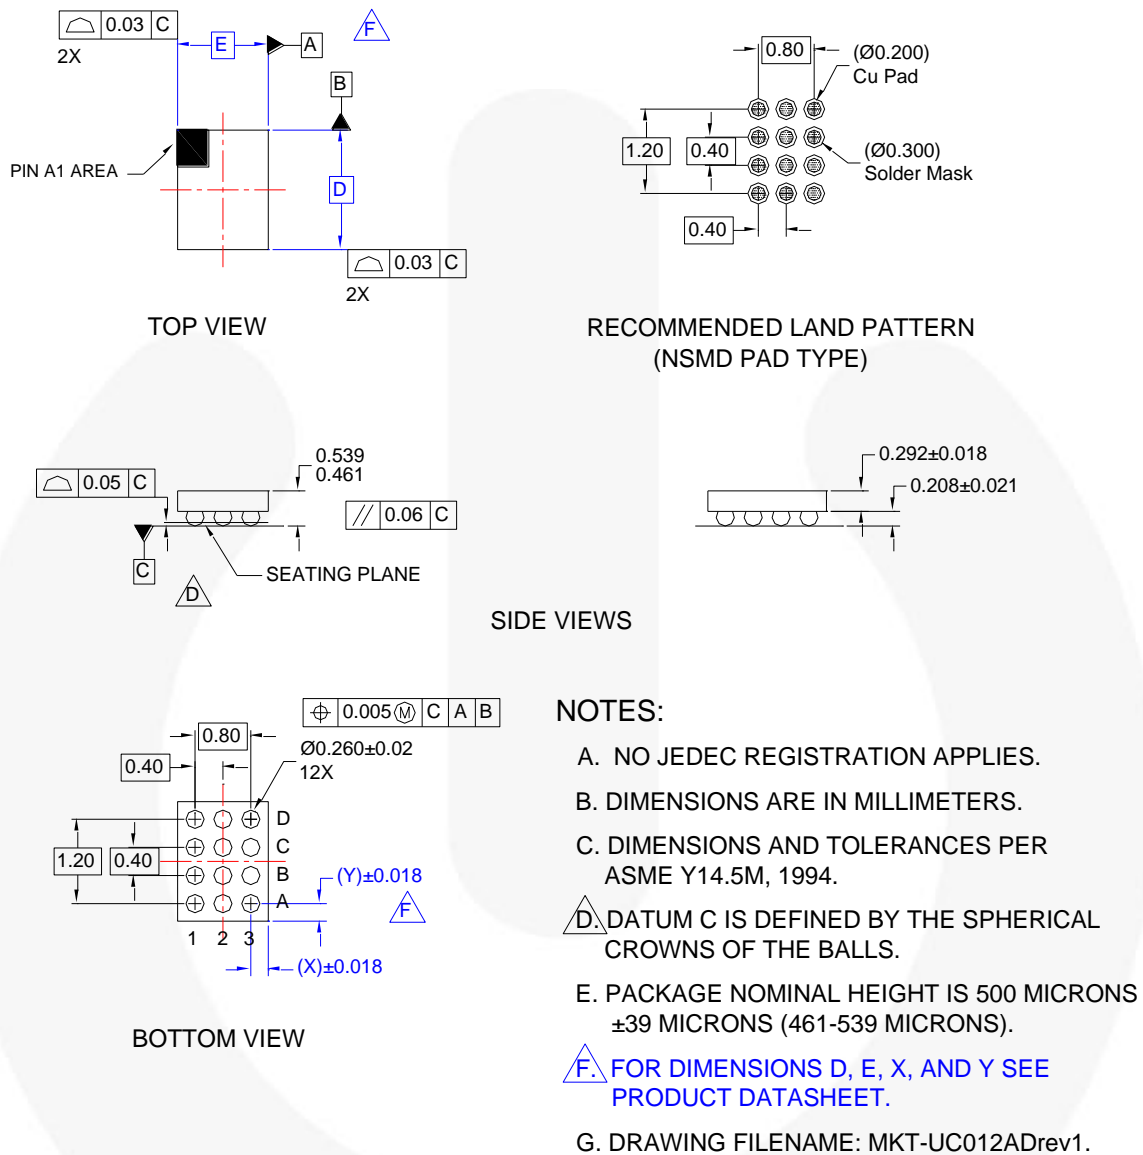 0.03 C
2X
E
A
F
B
PIN A1 AREA
D
0.03 C
2X
TOP VIEW
0.80
(Ø0.200)
Cu Pad
1.20
0.40
(Ø0.300)
Solder Mask
0.40
RECOMMENDED LAND PATTERN
(NSMD PAD TYPE)
0.05 C
0.539
0.461
// 0.06 C
C
SEATING PLANE
D
0.292±0.018
0.208±0.021
SIDE VIEWS
0.005 Ⓜ C A B
0.80
Ø0.260±0.02
12X
0.40
1.20
0.40
D
C
B
A
(Y)±0.018
F
1 2 3
(X)±0.018
BOTTOM VIEW
NOTES:
A. NO JEDEC REGISTRATION APPLIES.
B. DIMENSIONS ARE IN MILLIMETERS.
C. DIMENSIONS AND TOLERANCES PER
ASME Y14.5M, 1994.
D. DATUM C IS DEFINED BY THE SPHERICAL
CROWNS OF THE BALLS.
E. PACKAGE NOMINAL HEIGHT IS 500 MICRONS
±39 MICRONS (461-539 MICRONS).
F. FOR DIMENSIONS D, E, X, AND Y SEE
PRODUCT DATASHEET.
G. DRAWING FILENAME: MKT-UC012ADrev1.